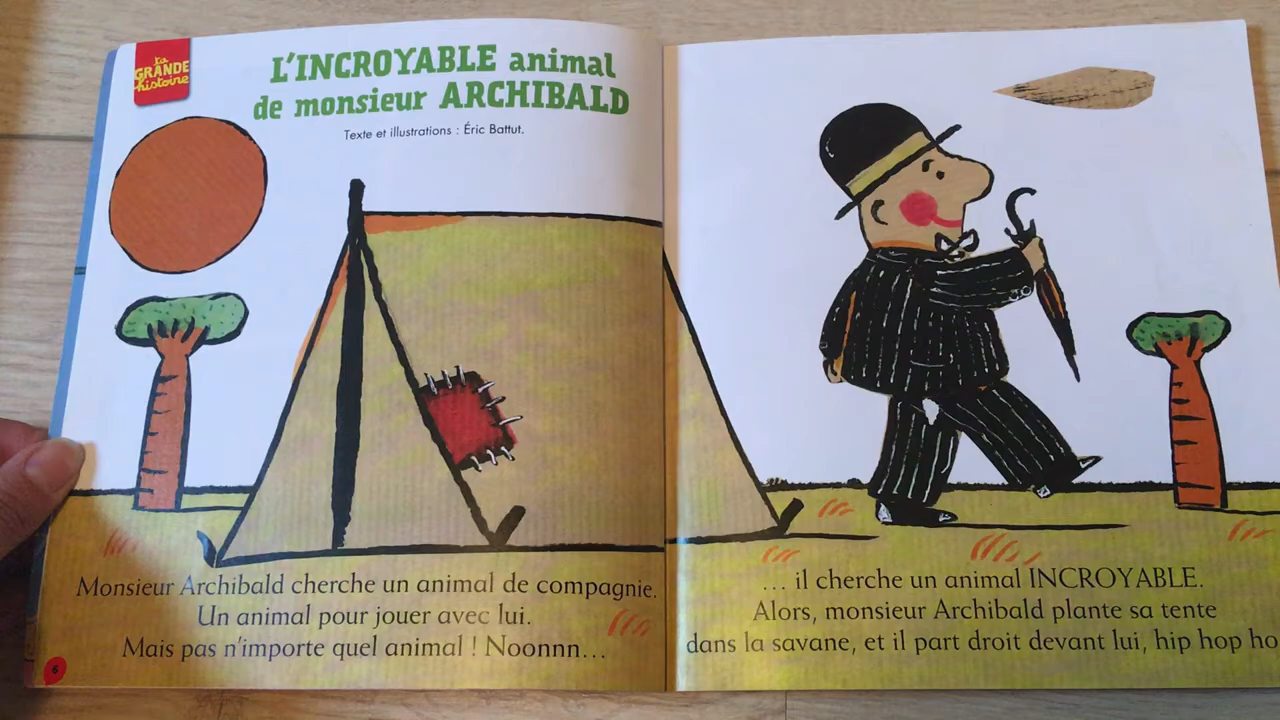 ta
GRANDE
histoire
L'INCROYABLE animal
de monsieur ARCHIBALD
Texte et illustrations : Éric Battut.
Monsieur Archibald cherche un animal de compagnie.
Un animal pour jouer avec lui.
Mais pas n'importe quel animal ! Noonnn...
6
... il cherche un animal INCROYABLE.
Alors, monsieur Archibald plante sa tente
dans la savane, et il part droit devant lui, hip hop ho